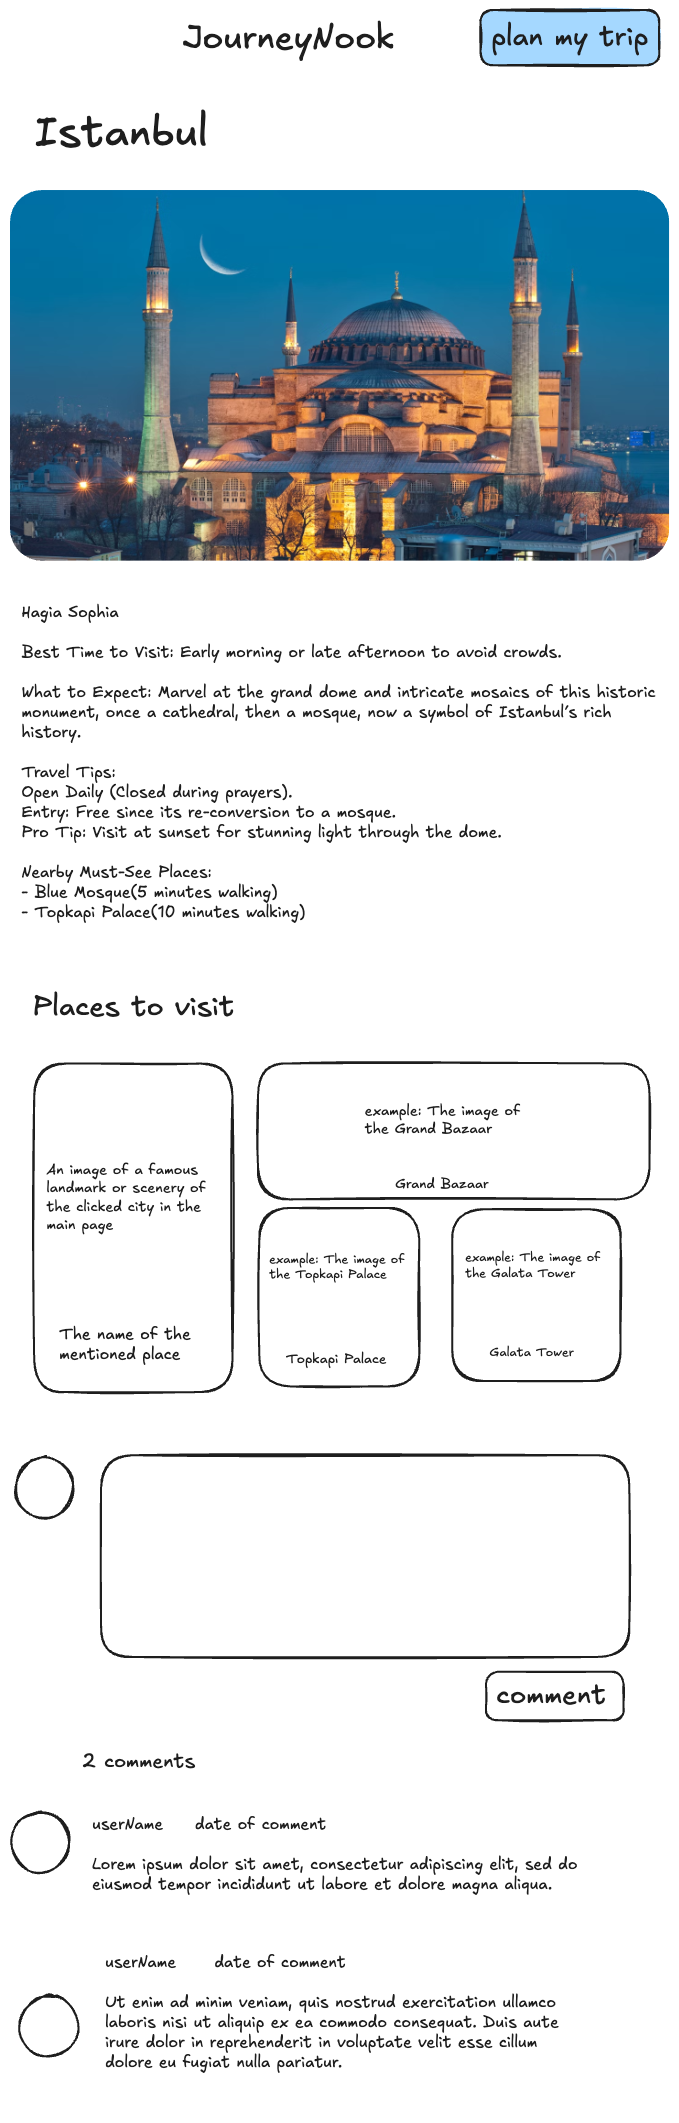 JourneyNook
plan my trip
Istanbul
Hagia Sophia
Best Time to Visit: Early morning or late afternoon to avoid crowds.
What to Expect: Marvel at the grand dome and intricate mosaics of this historic
monument, once a cathedral, then a mosque, now a symbol of Istanbul's rich
history.
Travel Tips:
Open Daily (Closed during prayers).
Entry: Free since its re-conversion to a mosque.
Pro Tip: Visit at sunset for stunning light through the dome.
Nearby Must-See Places:
- Blue Mosque(5 minutes walking)
- Topkapi Palace(10 minutes walking)
Places to visit
An image of a famous
landmark or scenery of
the clicked city in the
main page
The name of the
mentioned place
example: The image of
the Grand Bazaar
Grand Bazaar
example: The image of
the Topkapi Palace
Topkapi Palace
example: The image of
the Galata Tower
Galata Tower
comment
2 comments
userName date of comment
Lorem ipsum dolor sit amet, consectetur adipiscing elit, sed do
eiusmod tempor incididunt ut labore et dolore magna aliqua.
userName date of comment
Ut enim ad minim veniam, quis nostrud exercitation ullamco
laboris nisi ut aliquip ex ea commodo consequat. Duis aute
irure dolor in reprehenderit in voluptate velit esse cillum
dolore eu fugiat nulla pariatur.